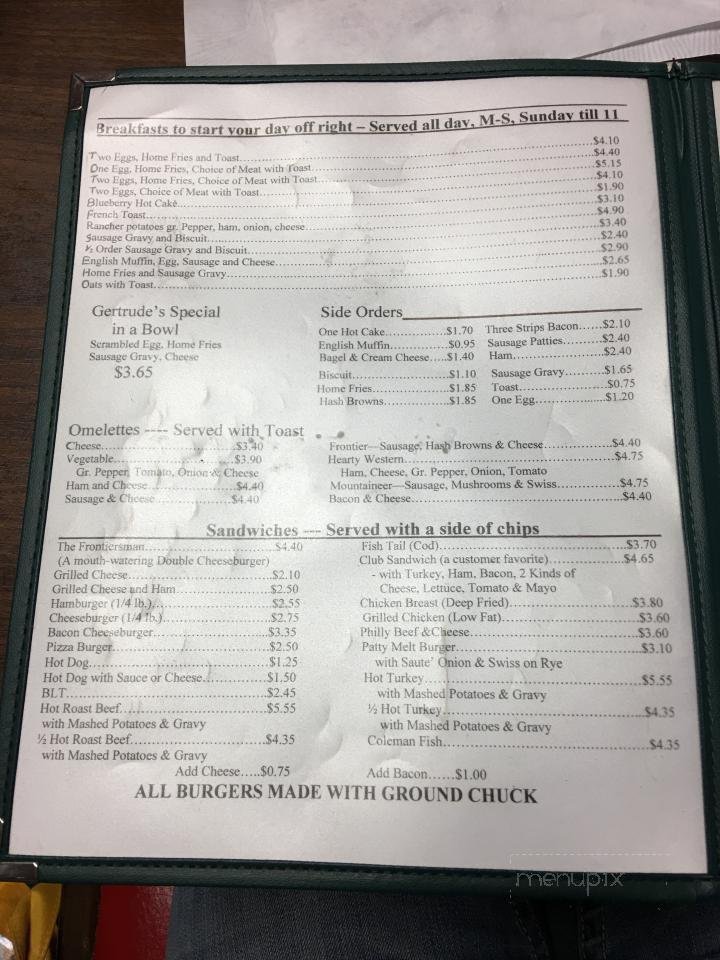 Breakfasts to start your day off right – Served all day, M-S, Sunday till 11
Two Eggs, Home Fries and Toast.....$4.10
One Egg, Home Fries, Choice of Meat with Toast.....$4.40
Two Eggs, Home Fries, Choice of Meat with Toast.....$5.15
Two Eggs, Choice of Meat with Toast.....$4.10
Blueberry Hot Cake.....$1.90
French Toast.....$3.10
Rancher potatoes gr. Pepper, ham, onion, cheese.....$4.90
Sausage Gravy and Biscuit.....$3.40
½ Order Sausage Gravy and Biscuit.....$2.40
English Muffin, Egg, Sausage and Cheese.....$2.90
Home Fries and Sausage Gravy.....$2.65
Oats with Toast.....$1.90
Gertrude's Special
in a Bowl
Scrambled Egg, Home Fries
Sausage Gravy, Cheese
$3.65
Side Orders
One Hot Cake.....$1.70
English Muffin.....$0.95
Bagel & Cream Cheese.....$1.40
Biscuit.....$1.10
Home Fries.....$1.85
Hash Browns.....$1.85
Three Strips Bacon......$2.10
Sausage Patties.....$2.40
Ham.....$2.40
Sausage Gravy.....$1.65
Toast.....$0.75
One Egg.....$1.20
Omelettes ---- Served with Toast
Cheese.....$3.40
Vegetable.....$3.90
Gr. Pepper, Tomato, Onion & Cheese
Ham and Cheese.....$4.40
Sausage & Cheese.....$4.40
Frontier—Sausage, Hash Browns & Cheese.....$4.40
Hearty Western.....$4.75
Ham, Cheese, Gr. Pepper, Onion, Tomato
Mountaineer—Sausage, Mushrooms & Swiss.....$4.75
Bacon & Cheese.....$4.40
Sandwiches --- Served with a side of chips
The Frontiersman.....$4.40
(A mouth-watering Double Cheeseburger)
Grilled Cheese.....$2.10
Grilled Cheese and Ham.....$2.50
Hamburger (1/4 lb.).....$2.55
Cheeseburger (1/4 lb.).....$2.75
Bacon Cheeseburger.....$3.35
Pizza Burger.....$2.50
Hot Dog.....$1.25
Hot Dog with Sauce or Cheese.....$1.50
BLT.....$2.45
Hot Roast Beef.....$5.55
with Mashed Potatoes & Gravy
½ Hot Roast Beef.....$4.35
with Mashed Potatoes & Gravy
Fish Tail (Cod).....$3.70
Club Sandwich (a customer favorite).....$4.65
- with Turkey, Ham, Bacon, 2 Kinds of
Cheese, Lettuce, Tomato & Mayo
Chicken Breast (Deep Fried).....$3.80
Grilled Chicken (Low Fat).....$3.60
Philly Beef &Cheese.....$3.60
Patty Melt Burger.....$3.10
with Saute' Onion & Swiss on Rye
Hot Turkey.....$5.55
with Mashed Potatoes & Gravy
½ Hot Turkey.....$4.35
with Mashed Potatoes & Gravy
Coleman Fish.....$4.35
Add Cheese.....$0.75
Add Bacon......$1.00
ALL BURGERS MADE WITH GROUND CHUCK
menupix